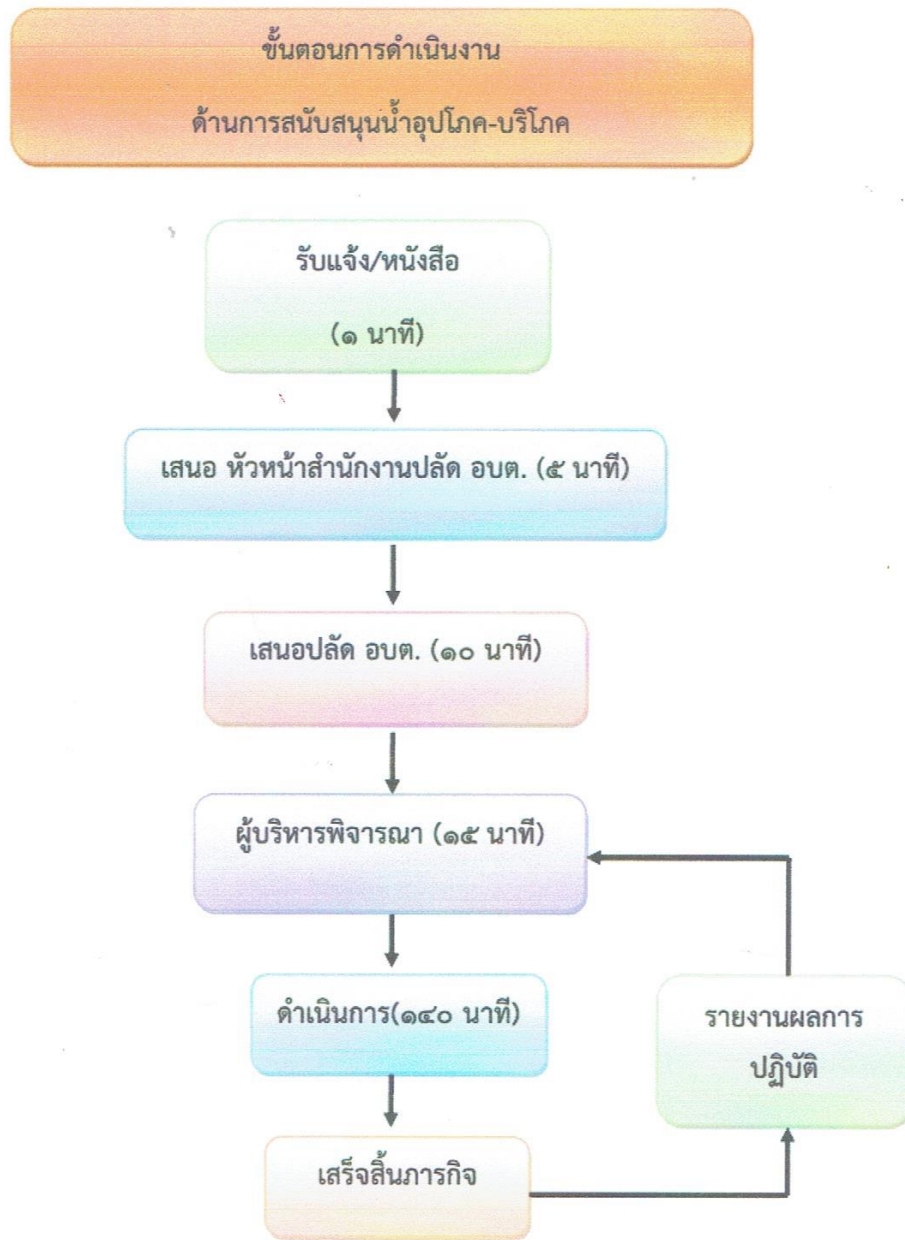 ขั้นตอนการดำเนินงาน
ด้านการสนับสนุนน้ำอุปโภค-บริโภค
รับแจ้ง/หนังสือ
(๑ นาที)
เสนอ หัวหน้าสำนักงานปลัด อบต. (๕ นาที)
เสนอปลัด อบต. (๑๐ นาที)
ผู้บริหารพิจารณา (๑๕ นาที)
ดำเนินการ(๑๔๐ นาที)
รายงานผลการ
ปฏิบัติ
เสร็จสิ้นภารกิจ